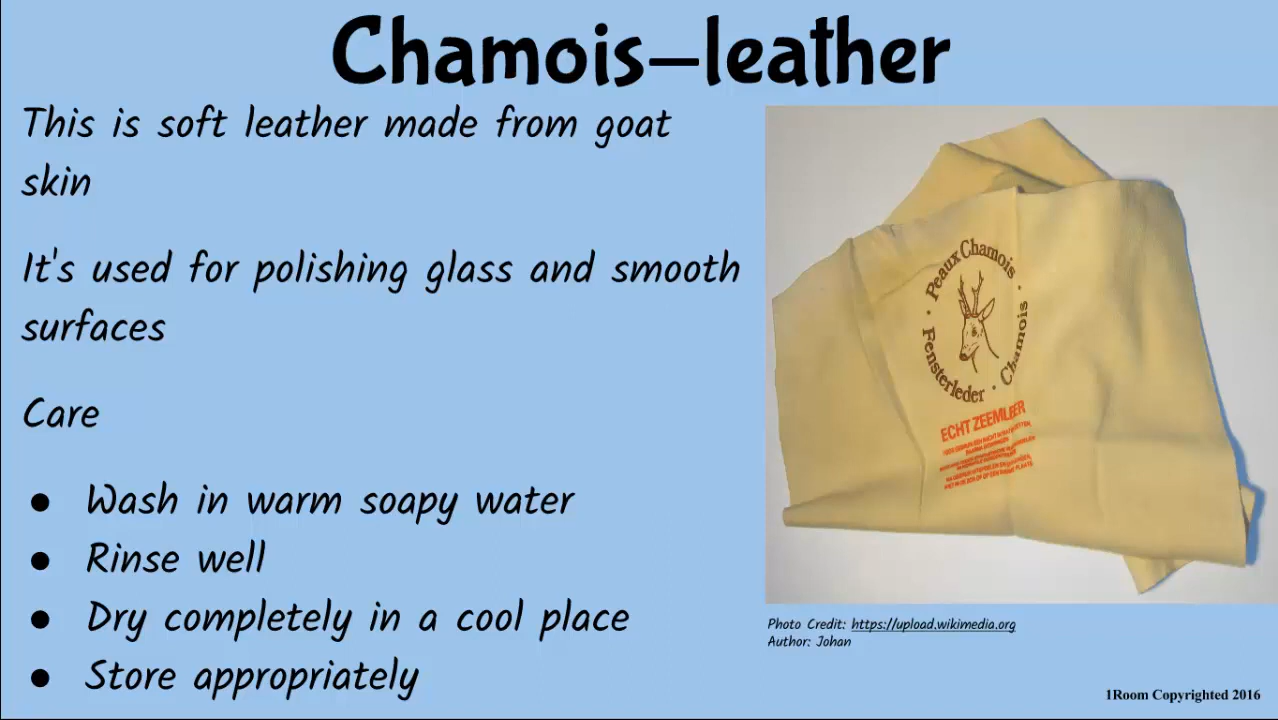 Chamois-leather
This is soft leather made from goat
skin
It's used for polishing glass and smooth
surfaces
Care
● Wash in warm soapy water
● Rinse well
● Dry completely in a cool place
● Store appropriately
Peaux Chamois
Chamois
Fensterleder
ECHT ZEEMLEER
Photo Credit: https://upload.wikimedia.org
Author: Johan
1Room Copyrighted 2016